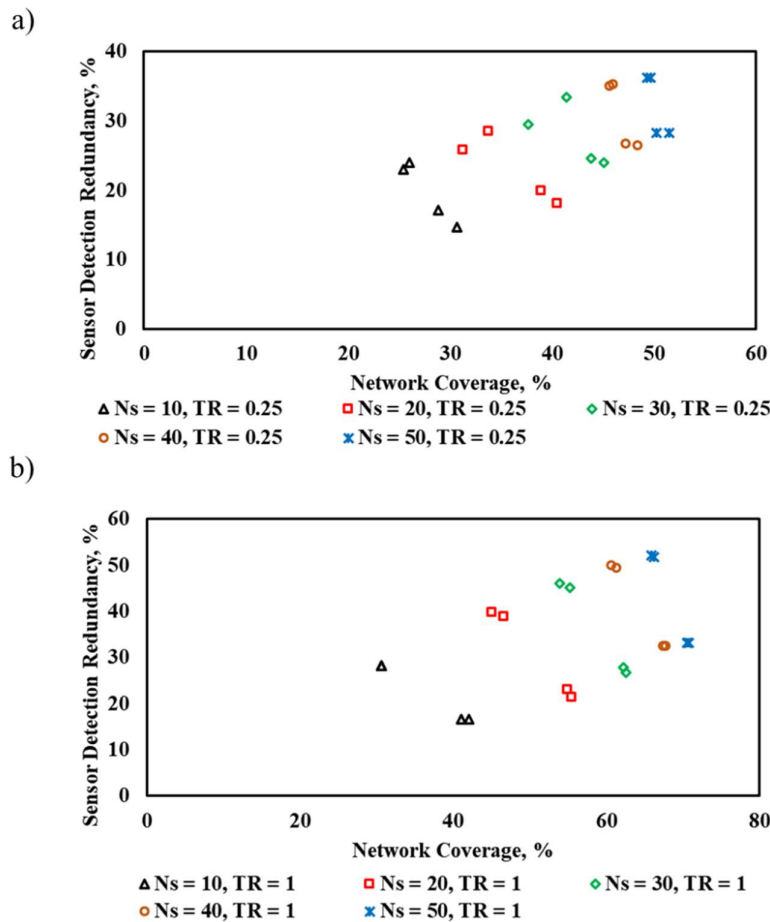 a)
Sensor Detection Redundancy, %
40
30
20
10
0
0 20 30 40 50 60
Network Coverage, %
Ns = 10, TR = 0.25 Ns = 20, TR = 0.25 Ns = 30, TR = 0.25
Ns = 40, TR = 0.25 Ns = 50, TR = 0.25
b)
Sensor Detection Redundancy, %
60
50
40
30
20
10
0
0 20 40 60 80
Network Coverage, %
Ns = 10, TR = 1 Ns = 20, TR = 1 Ns = 30, TR = 1
Ns = 40, TR = 1 Ns = 50, TR = 1